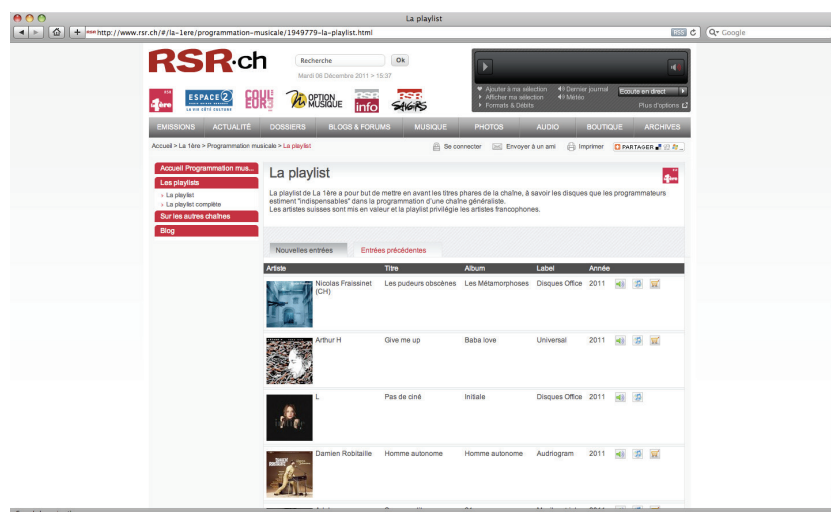 La playlist
http://www.rsr.ch/#/la-1ere/programmation-musicale/1949779-la-playlist.html
RSS
Google
RSR.ch
Recherche
Ok
Mardi 06 Décembre 2011 > 15:37
Ajouter à ma sélection
Dernier journal
Ecoute en direct
Afficher ma sélection
Météo
Formats & Débits
Plus d'options
1ère
ESPACE 2
COULEUR3
OPTION MUSIQUE
RSR info
RSR SAVOIRS
EMISSIONS ACTUALITÉ DOSSIERS BLOGS & FORUMS MUSIQUE PHOTOS AUDIO BOUTIQUE ARCHIVES
Accueil > La 1ère > Programmation musicale > La playlist
Se connecter
Envoyer à un ami
Imprimer
PARTAGER
Accueil Programmation mus...
Les playlists
La playlist
La playlist complète
Sur les autres chaînes
Blog
La playlist
La playlist de La 1ère a pour but de mettre en avant les titres phares de la chaîne, à savoir les disques que les programmateurs
estiment "indispensables" dans la programmation d'une chaîne généraliste.
Les artistes suisses sont mis en valeur et la playlist privilégie les artistes francophones.
Nouvelles entrées
Entrées précédentes
Artiste Titre Album Label Année
Nicolas Fraissinet (CH) Les pudeurs obscènes Les Métamorphoses Disques Office 2011
Arthur H Give me up Baba love Universal 2011
L Pas de ciné Initiale Disques Office 2011
Damien Robitaille Homme autonome Homme autonome Audriogram 2011